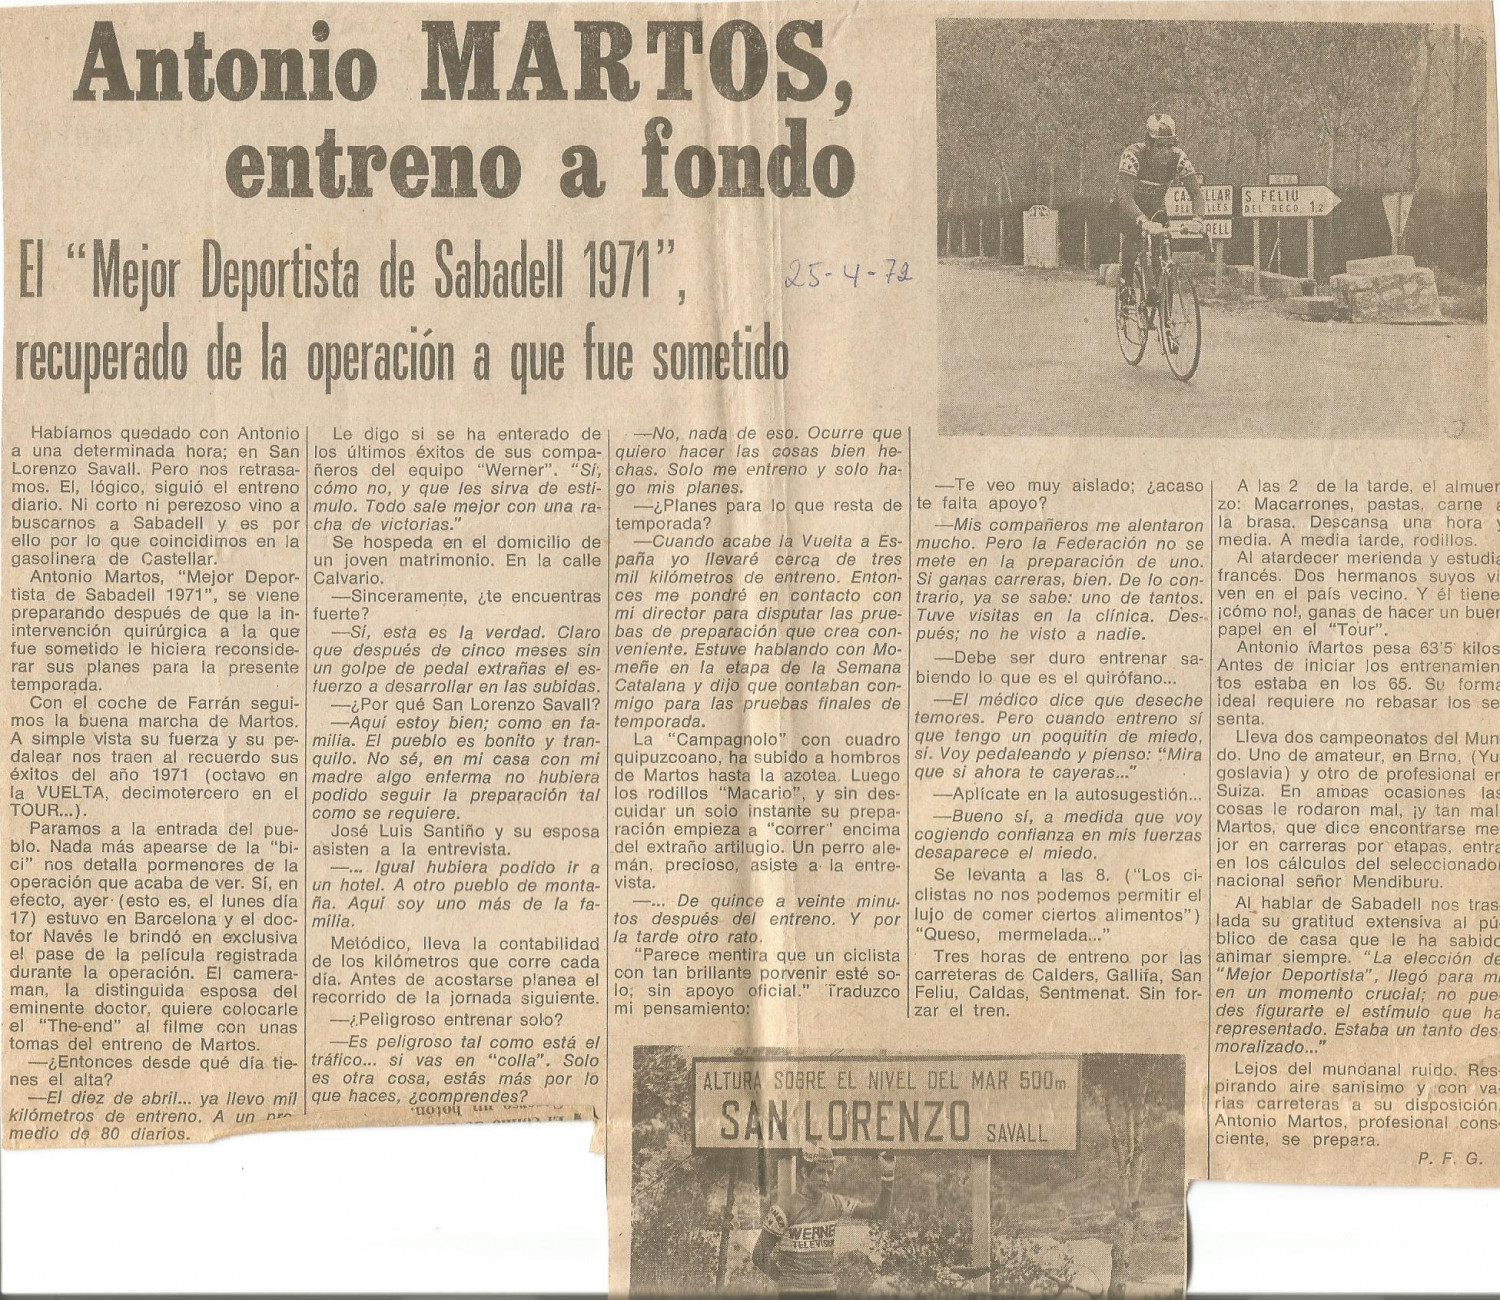 Antonio MARTOS,
entreno a fondo
El “Mejor Deportista de Sabadell 1971”,
recuperado de la operación a que fue sometido
25-4-72
CASTELLAR
DEL VALLES
S. FELIU
DEL RECO. 1,2
Habíamos quedado con Antonio
a una determinada hora; en San
Lorenzo Savall. Pero nos retrasa-
mos. El, lógico, siguió el entreno
diario. Ni corto ni perezoso vino a
buscarnos a Sabadell y es por
ello por lo que coincidimos en la
gasolinera de Castellar.
Antonio Martos, “Mejor Depor-
tista de Sabadell 1971”, se viene
preparando después de que la in-
intervención quirúrgica a la que
fue sometido le hiciera reconside-
rar sus planes para la presente
temporada.
Con el coche de Farrán segui-
mos la buena marcha de Martos.
A simple vista su fuerza y su pe-
dalear nos traen al recuerdo sus
éxitos del año 1971 (octavo en
la VUELTA, decimotercero en el
TOUR...).
Paramos a la entrada del pue-
blo. Nada más apearse de la “bi-
ci” nos detalla pormenores de la
operación que acaba de ver. Sí, en
efecto, ayer (esto es, el lunes día
17) estuvo en Barcelona y el doc-
tor Navés le brindó en exclusiva
el pase de la película registrada
durante la operación. El camera-
man, la distinguida esposa del
eminente doctor, quiere colocarle
el “The-end” al filme con unas
tomas del entreno de Martos.
—¿Entonces desde qué día tie-
nes el alta?
—El diez de abril... ya llevo mil
kilómetros de entreno. A un pro-
medio de 80 diarios.
Le digo si se ha enterado de
los últimos éxitos de sus compa-
ñeros del equipo “Werner”. “Sí,
cómo no, y que les sirva de estí-
mulo. Todo sale mejor con una ra-
cha de victorias.”
Se hospeda en el domicilio de
un joven matrimonio. En la calle
Calvario.
—Sinceramente, ¿te encuentras
fuerte?
—Sí, esta es la verdad. Claro
que después de cinco meses sin
un golpe de pedal extrañas el es-
fuerzo a desarrollar en las subidas.
—¿Por qué San Lorenzo Savall?
—Aquí estoy bien; como en fa-
milia. El pueblo es bonito y tran-
quilo. No sé, en mi casa con mi
madre algo enferma no hubiera
podido seguir la preparación tal
como se requiere.
José Luis Santiño y su esposa
asisten a la entrevista.
—... Igual hubiera podido ir a
un hotel. A otro pueblo de monta-
ña. Aquí soy uno más de la fa-
milia.
Metódico, lleva la contabilidad
de los kilómetros que corre cada
día. Antes de acostarse planea el
recorrido de la jornada siguiente.
—¿Peligroso entrenar solo?
—Es peligroso tal como está el
tráfico... si vas en “colla”. Solo
es otra cosa, estás más por lo
que haces, ¿comprendes?
—No, nada de eso. Ocurre que
quiero hacer las cosas bien he-
chas. Solo me entreno y solo ha-
go mis planes.
—¿Planes para lo que resta de
temporada?
—Cuando acabe la Vuelta a Es-
paña yo llevaré cerca de tres
mil kilómetros de entreno. Enton-
ces me pondré en contacto con
mi director para disputar las prue-
bas de preparación que crea con-
veniente. Estuve hablando con Mo-
meñe en la etapa de la Semana
Catalana y dijo que contaban con-
migo para las pruebas finales de
temporada.
La “Campagnolo” con cuadro
quipuzcoano, ha subido a hombros
de Martos hasta la azotea. Luego
los rodillos “Macario”, y sin des-
cuidar un solo instante su prepa-
ración empieza a “correr” encima
del extraño artilugio. Un perro ale-
mán, precioso, asiste a la entre-
vista.
—... De quince a veinte minu-
tos después del entreno. Y por
la tarde otro rato.
“Parece mentira que un ciclista
con tan brillante porvenir esté so-
lo; sin apoyo oficial.” Traduzco
mi pensamiento:
—Te veo muy aislado; ¿acaso
te falta apoyo?
—Mis compañeros me alentaron
mucho. Pero la Federación no se
mete en la preparación de uno.
Si ganas carreras, bien. De lo con-
trario, ya se sabe: uno de tantos.
Tuve visitas en la clínica. Des-
pués; no he visto a nadie.
—Debe ser duro entrenar sa-
biendo lo que es el quirófano...
—El médico dice que deseche
temores. Pero cuando entreno sí
que tengo un poquitín de miedo,
sí. Voy pedaleando y pienso: “Mira
que si ahora te cayeras...”
—Aplícate en la autosugestión...
—Bueno sí, a medida que voy
cogiendo confianza en mis fuerzas
desaparece el miedo.
Se levanta a las 8. (“Los ci-
clistas no nos podemos permitir el
lujo de comer ciertos alimentos”)
“Queso, mermelada...”
Tres horas de entreno por las
carreteras de Calders, Gallifa, San
Feliu, Caldas, Sentmenat. Sin for-
zar el tren.
A las 2 de la tarde, el almuer
zo: Macarrones, pastas, carne a
la brasa. Descansa una hora y
media. A media tarde, rodillos.
Al atardecer merienda y estudia
francés. Dos hermanos suyos vi
ven en el país vecino. Y él tiene,
¡cómo no!, ganas de hacer un buen
papel en el “Tour”.
Antonio Martos pesa 63'5 kilos
Antes de iniciar los entrenamien
tos estaba en los 65. Su forma
ideal requiere no rebasar los se
senta.
Lleva dos campeonatos del Mun
do. Uno de amateur, en Brno, (Yu
goslavia) y otro de profesional en
Suiza. En ambas ocasiones las
cosas le rodaron mal, ¡y tan mal
Martos, que dice encontrarse me
jor en carreras por etapas, entra
en los cálculos del seleccionador
nacional señor Mendiburu.
Al hablar de Sabadell nos tras
lada su gratitud extensiva al pú
blico de casa que le ha sabido
animar siempre. “La elección de
“Mejor Deportista”, llegó para mí
en un momento crucial; no pue
des figurarte el estímulo que ha
representado. Estaba un tanto des
moralizado...”
Lejos del mundanal ruido. Res-
pirando aire sanísimo y con va
rias carreteras a su disposición.
Antonio Martos, profesional cons-
ciente, se prepara.
P. F. G.
ALTURA SOBRE EL NIVEL DEL MAR 500m
SAN LORENZO SAVALL
WERNER
TELEVISION